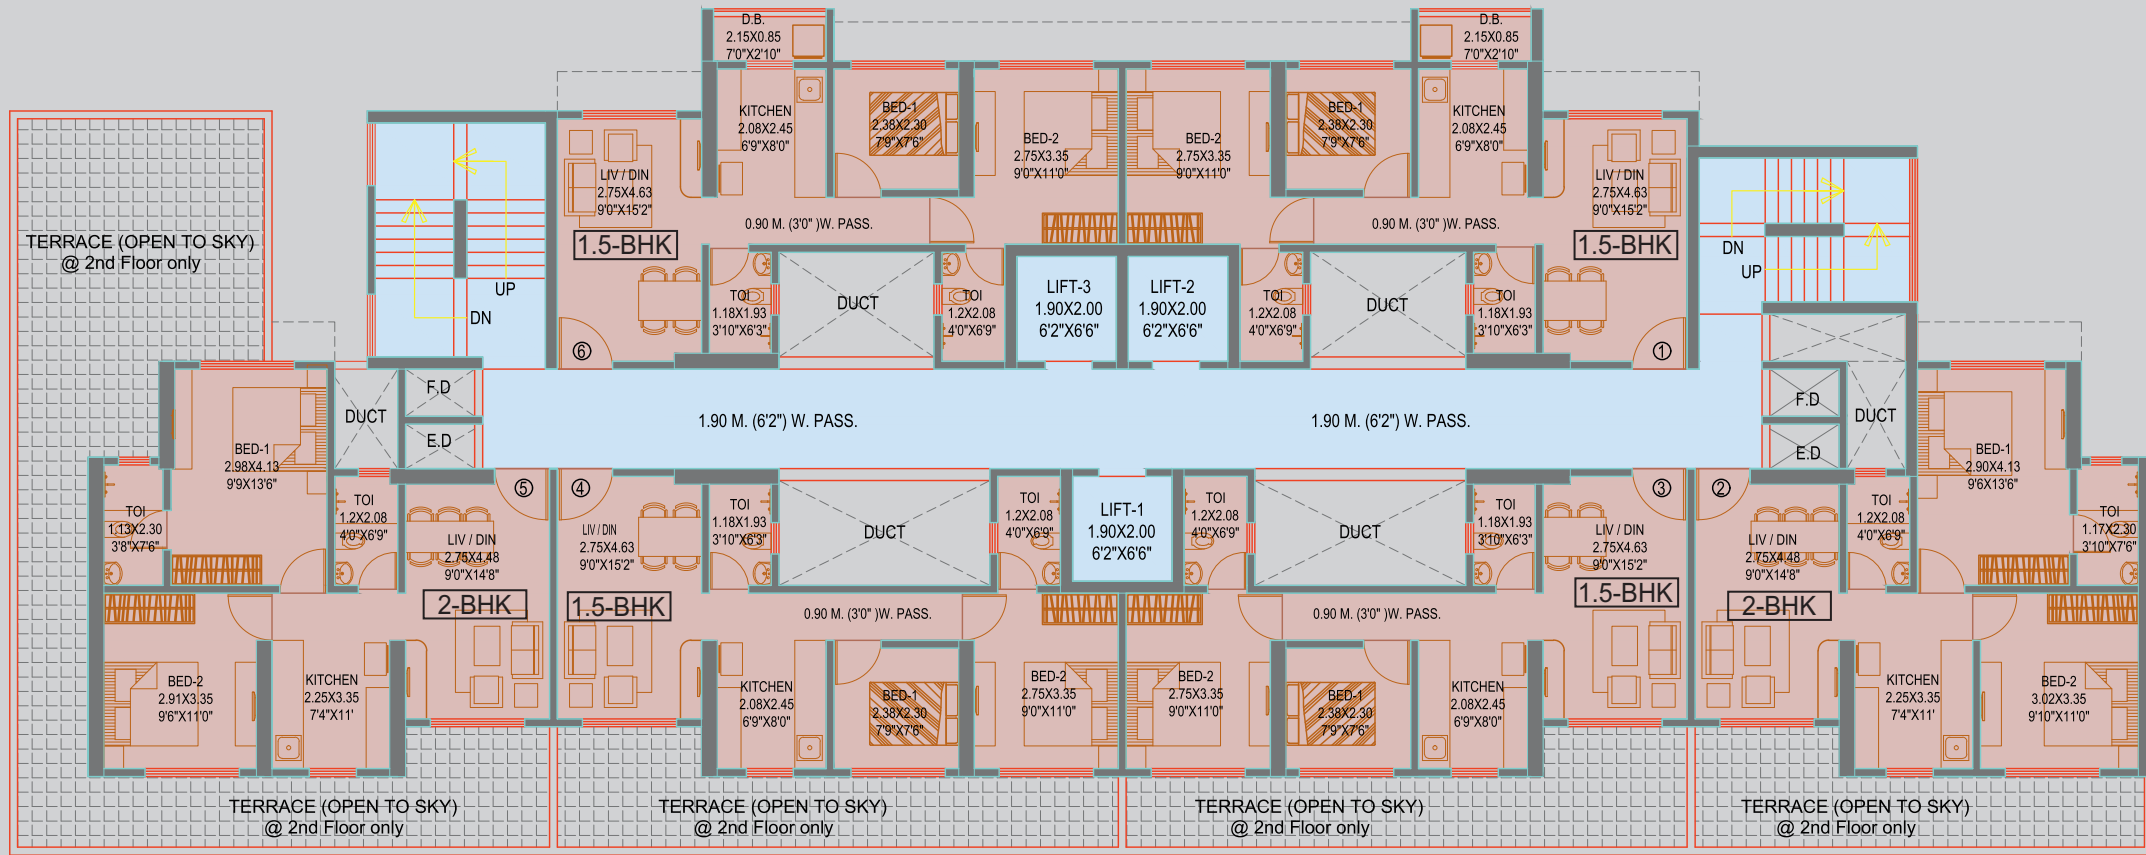 D.B.
2.15X0.85
7'0"X2'10"
D.B.
2.15X0.85
7'0"X2'10"
KITCHEN
2.08X2.45
6'9"X8'0"
BED-1
2.38X2.30
7'9"X7'6"
BED-2
2.75X3.35
9'0"X11'0"
BED-2
2.75X3.35
9'0"X11'0"
BED-1
2.38X2.30
7'9"X7'6"
KITCHEN
2.08X2.45
6'9"X8'0"
LIV / DIN
2.75X4.63
9'0"X15'2"
LIV / DIN
2.75X4.63
9'0"X15'2"
0.90 M. (3'0" )W. PASS.
0.90 M. (3'0" )W. PASS.
1.5-BHK
1.5-BHK
TERRACE (OPEN TO SKY)
@ 2nd Floor only
UP
DN
DN
UP
TOI
1.18X1.93
3'10"X6'3"
DUCT
TOI
1.2X2.08
4'0"X6'9"
LIFT-3
1.90X2.00
6'2"X6'6"
LIFT-2
1.90X2.00
6'2"X6'6"
TOI
1.2X2.08
4'0"X6'9"
DUCT
TOI
1.18X1.93
3'10"X6'3"
6
1
DUCT
F.D
E.D
1.90 M. (6'2") W. PASS.
1.90 M. (6'2") W. PASS.
F.D
E.D
DUCT
BED-1
2.98X4.13
9'9X13'6"
BED-1
2.90X4.13
9'6"X13'6"
5
4
3
2
TOI
1.13X2.30
3'8"X7'6"
TOI
1.2X2.08
4'0"X6'9"
LIV / DIN
2.75X4.48
9'0"X14'8"
LIV / DIN
2.75X4.63
9'0"X15'2"
TOI
1.18X1.93
3'10"X6'3"
DUCT
TOI
1.2X2.08
4'0"X6'9"
LIFT-1
1.90X2.00
6'2"X6'6"
TOI
1.2X2.08
4'0"X6'9"
DUCT
TOI
1.18X1.93
3'10"X6'3"
LIV / DIN
2.75X4.63
9'0"X15'2"
LIV / DIN
2.75X4.48
9'0"X14'8"
TOI
1.2X2.08
4'0"X6'9"
TOI
1.17X2.30
3'10"X7'6"
2-BHK
1.5-BHK
0.90 M. (3'0" )W. PASS.
0.90 M. (3'0" )W. PASS.
1.5-BHK
2-BHK
BED-2
2.91X3.35
9'6"X11'0"
KITCHEN
2.25X3.35
7'4"X11'
KITCHEN
2.08X2.45
6'9"X8'0"
BED-1
2.38X2.30
7'9"X7'6"
BED-2
2.75X3.35
9'0"X11'0"
BED-2
2.75X3.35
9'0"X11'0"
BED-1
2.38X2.30
7'9"X7'6"
KITCHEN
2.08X2.45
6'9"X8'0"
KITCHEN
2.25X3.35
7'4"X11'
BED-2
3.02X3.35
9'10"X11'0"
TERRACE (OPEN TO SKY)
@ 2nd Floor only
TERRACE (OPEN TO SKY)
@ 2nd Floor only
TERRACE (OPEN TO SKY)
@ 2nd Floor only
TERRACE (OPEN TO SKY)
@ 2nd Floor only